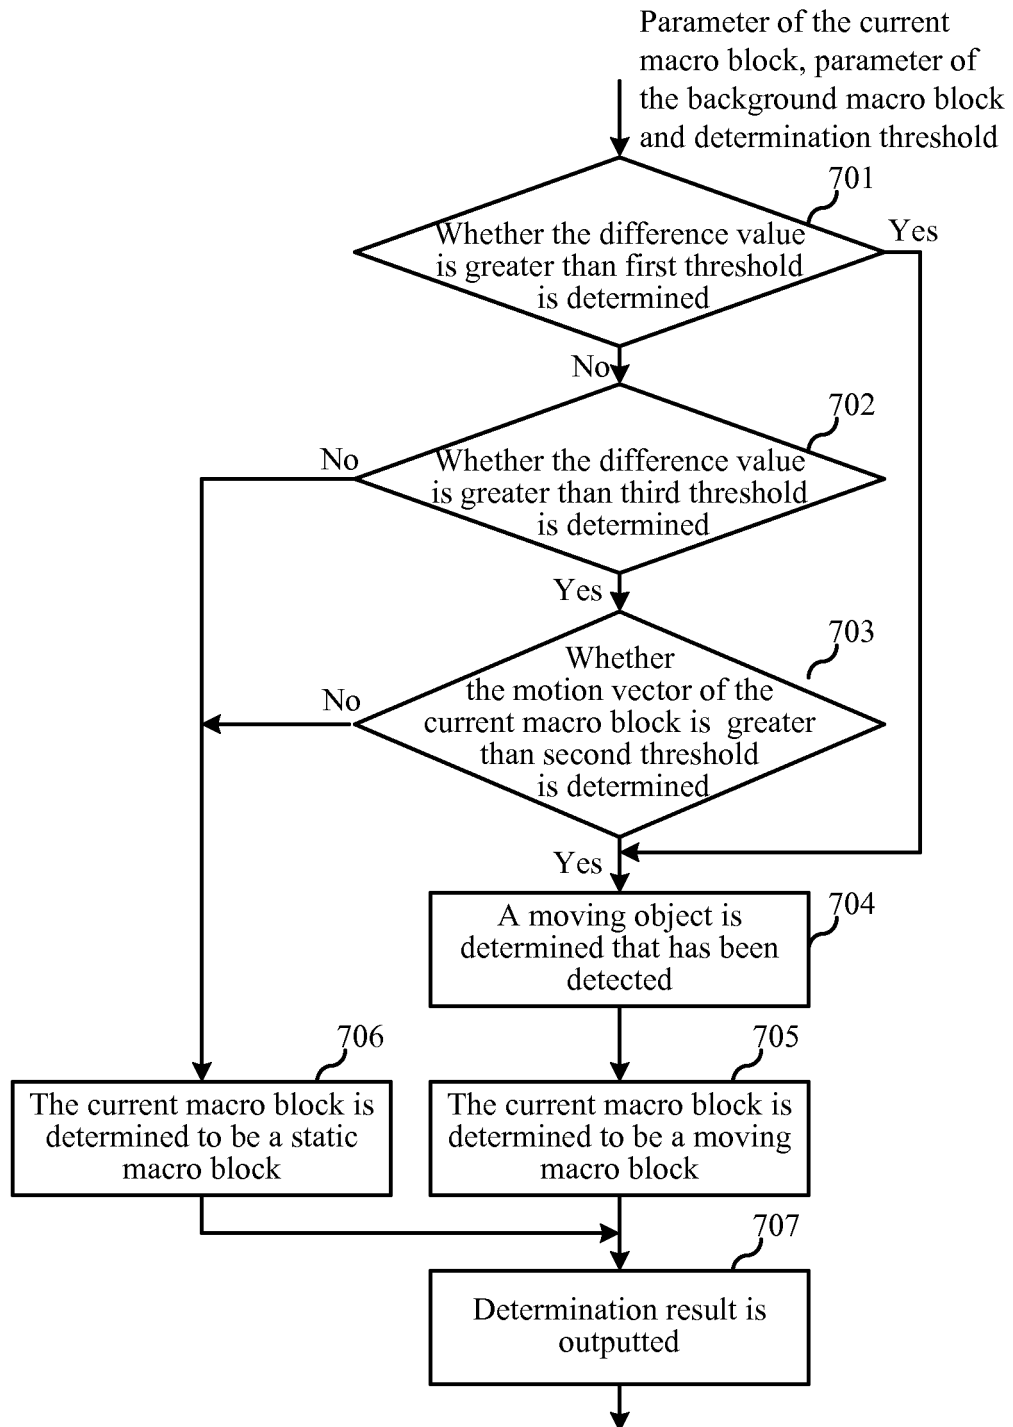 Parameter of the current
macro block, parameter of
the background macro block
and determination threshold
701
Yes
Whether the difference value
is greater than first threshold
is determined
No
702
No
Whether the difference value
is greater than third threshold
is determined
Yes
703
Whether
the motion vector of the
current macro block is greater
than second threshold
is determined
No
Yes
704
A moving object is
determined that has been
detected
706
705
The current macro block is
determined to be a static
macro block
The current macro block is
determined to be a moving
macro block
707
Determination result is
outputted